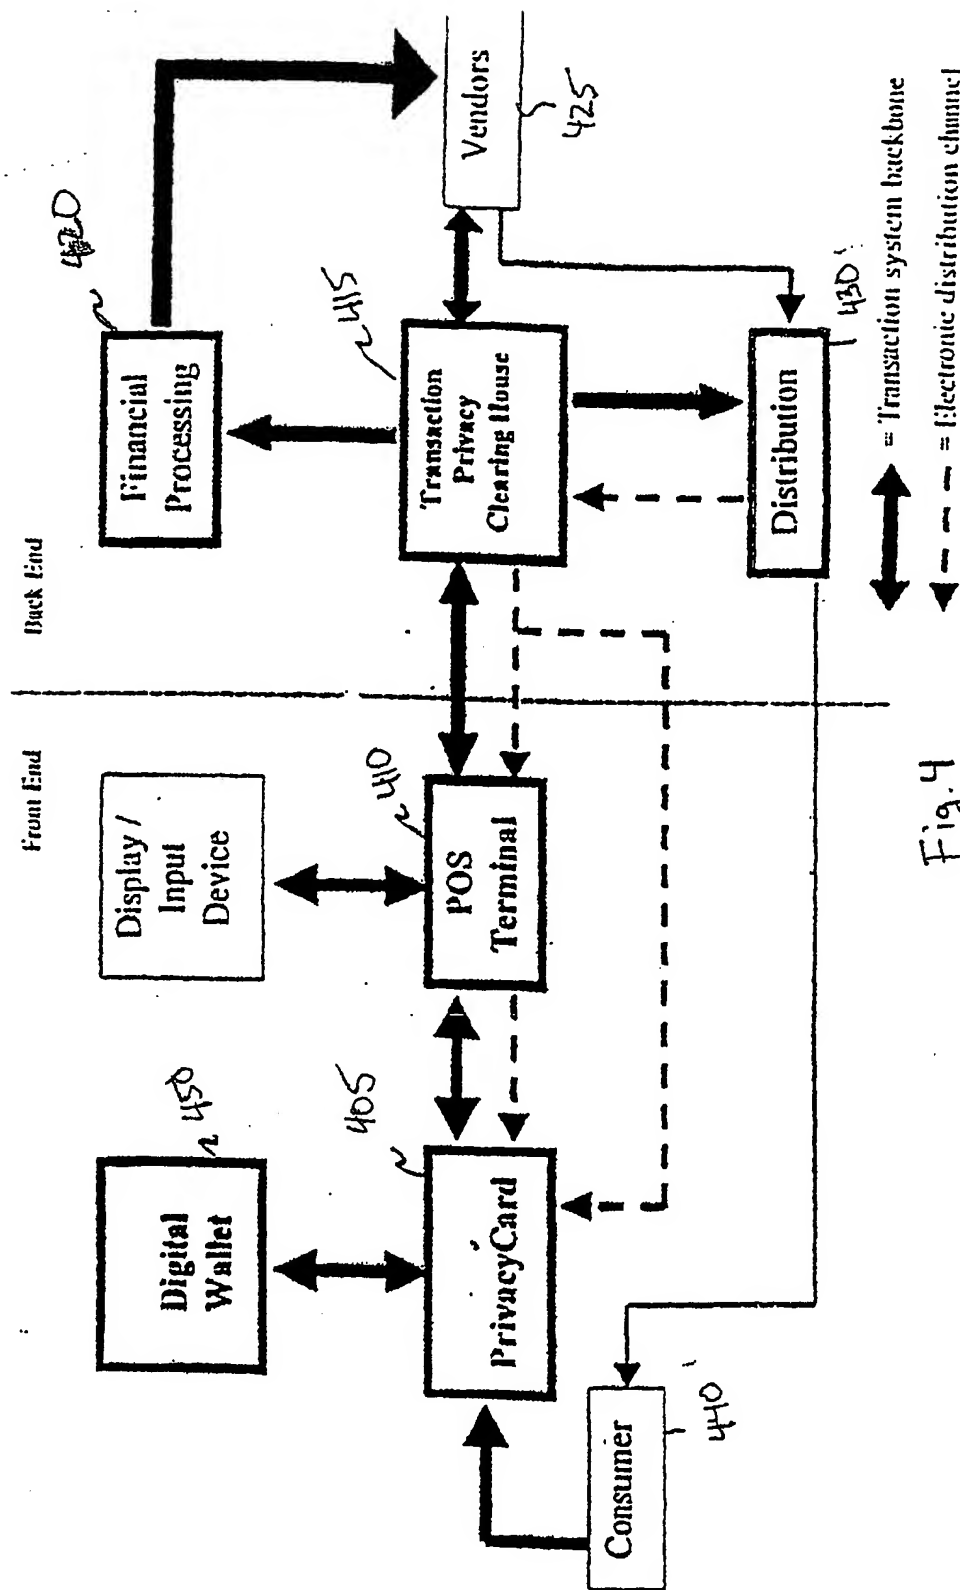 Front End
Back End
Digital
Wallet
450
Display /
Input
Device
Financial
Processing
420
PrivacyCard
405
POS
Terminal
410
Transaction
Privacy
Clearing House
415
Vendors
425
Consumer
440
Distribution
430
= Transaction system backbone
= Electronic distribution channel
Fig. 4